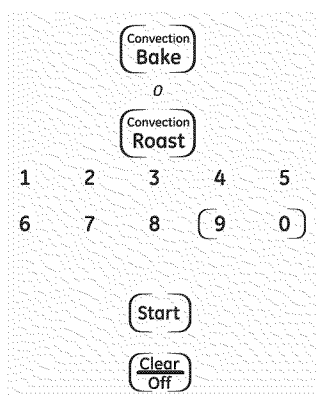 Convection
Bake
o
Convection
Roast
1 2 3 4 5
6 7 8 9 0
Start
Clear
Off